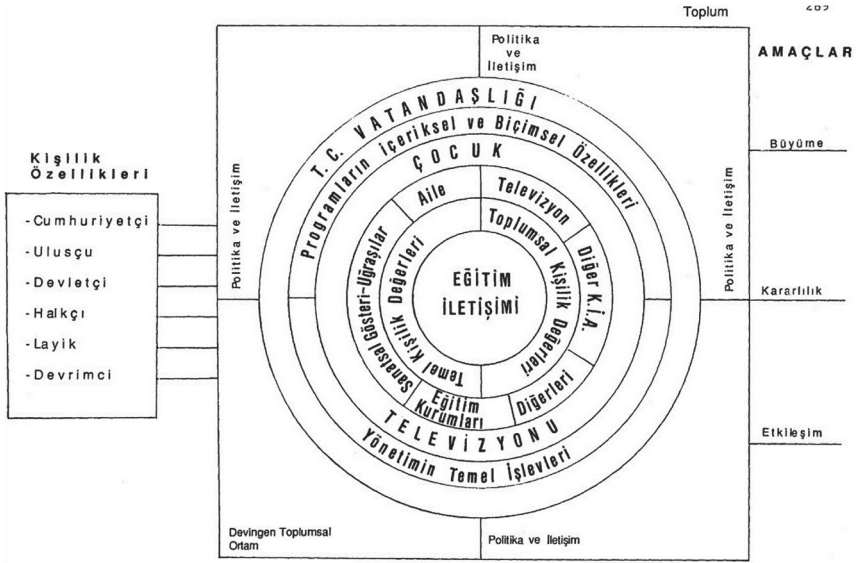 Toplum
AMAÇLAR
Politika
ve
İletişim
T.C. VATANDAŞLIĞI
Programların içeriksel ve Biçimsel Özellikleri
ÇOCUK
Büyüme
Kişilik
Özellikleri
-Cumhuriyetçi
-Ulusçu
-Devletçi
-Halkçı
-Layik
-Devrimci
Politika ve İletişim
Aile
Televizyon
Toplumsal Kişilik Değerleri
Diğer K.İ.A.
Sanatsal Gösteri-Uğraşılar
Temel Kişilik Değerleri
EĞİTİM
İLETİŞİMİ
Politika ve İletişim
Kararlılık
Eğitim
Kurumları
Diğerleri
TELEVİZYONU
Yönetimin Temel İşlevleri
Etkileşim
Devingen Toplumsal
Ortam
Politika ve İletişim